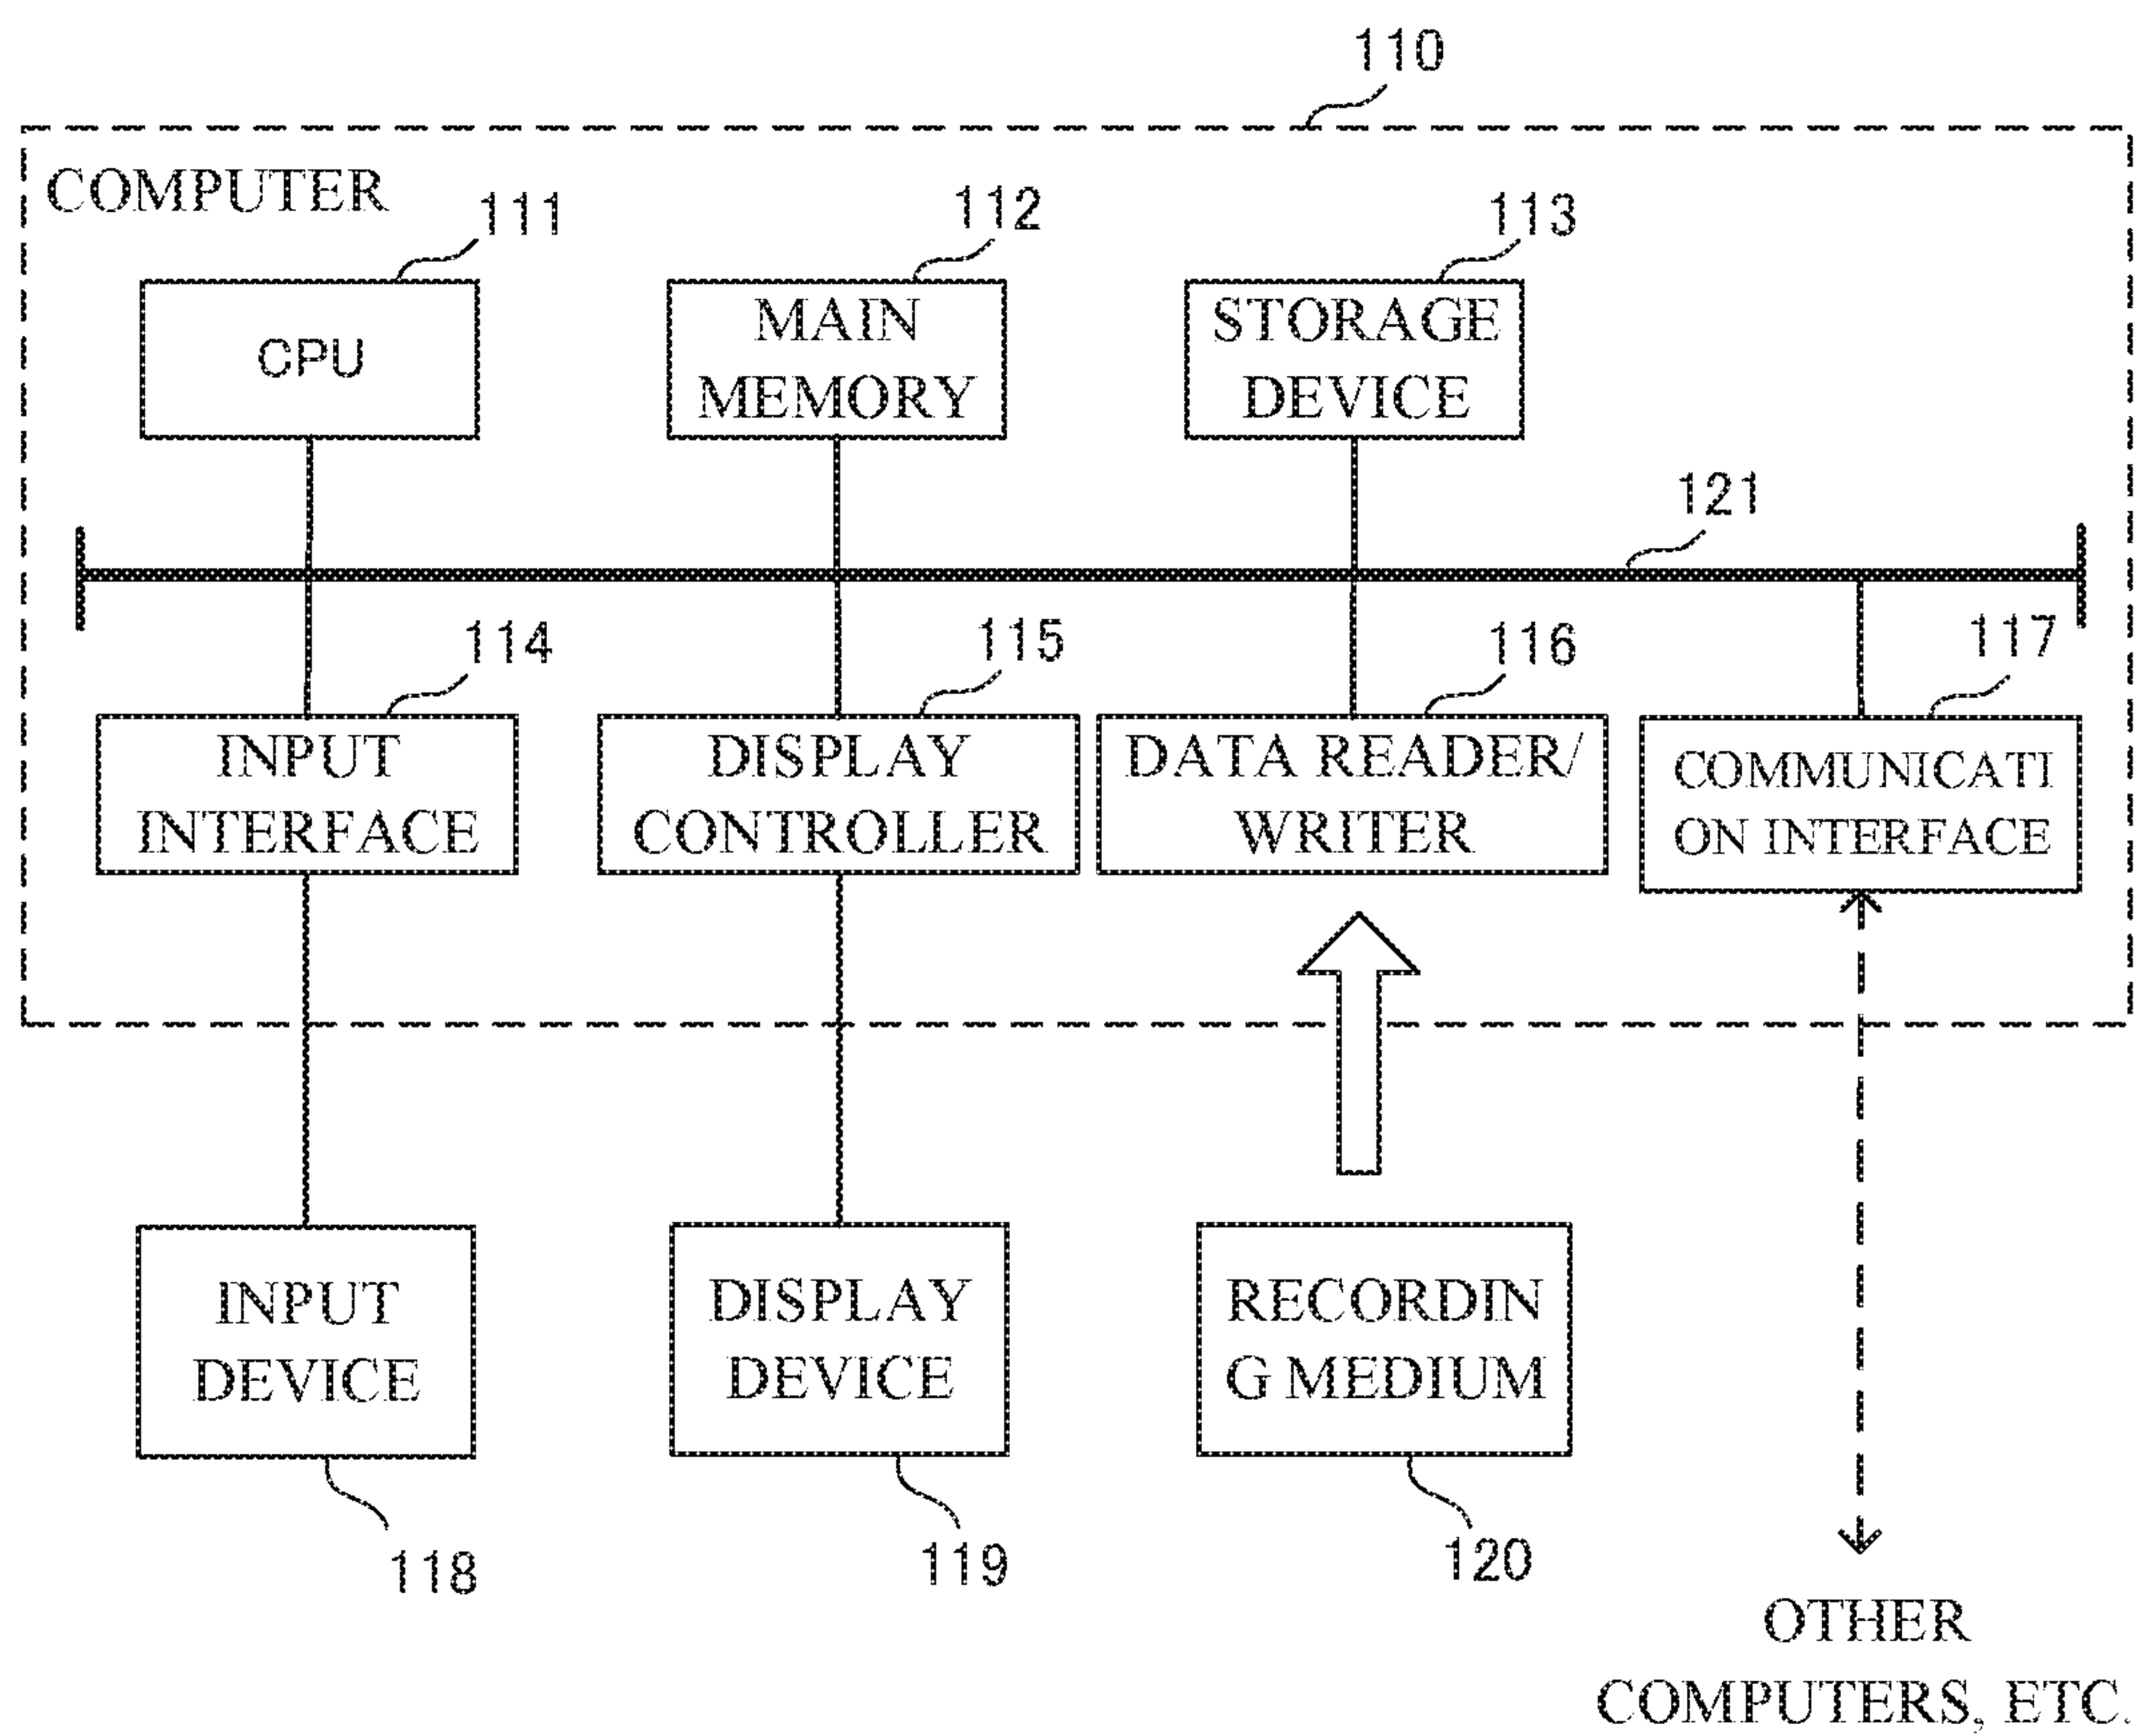 110
COMPUTER
111
112
113
CPU
MAIN
MEMORY
STORAGE
DEVICE
121
114
115
116
117
INPUT
INTERFACE
DISPLAY
CONTROLLER
DATA READER/
WRITER
COMMUNICATI
ON INTERFACE
INPUT
DEVICE
DISPLAY
DEVICE
RECORDIN
G MEDIUM
118
119
120
OTHER
COMPUTERS, ETC.